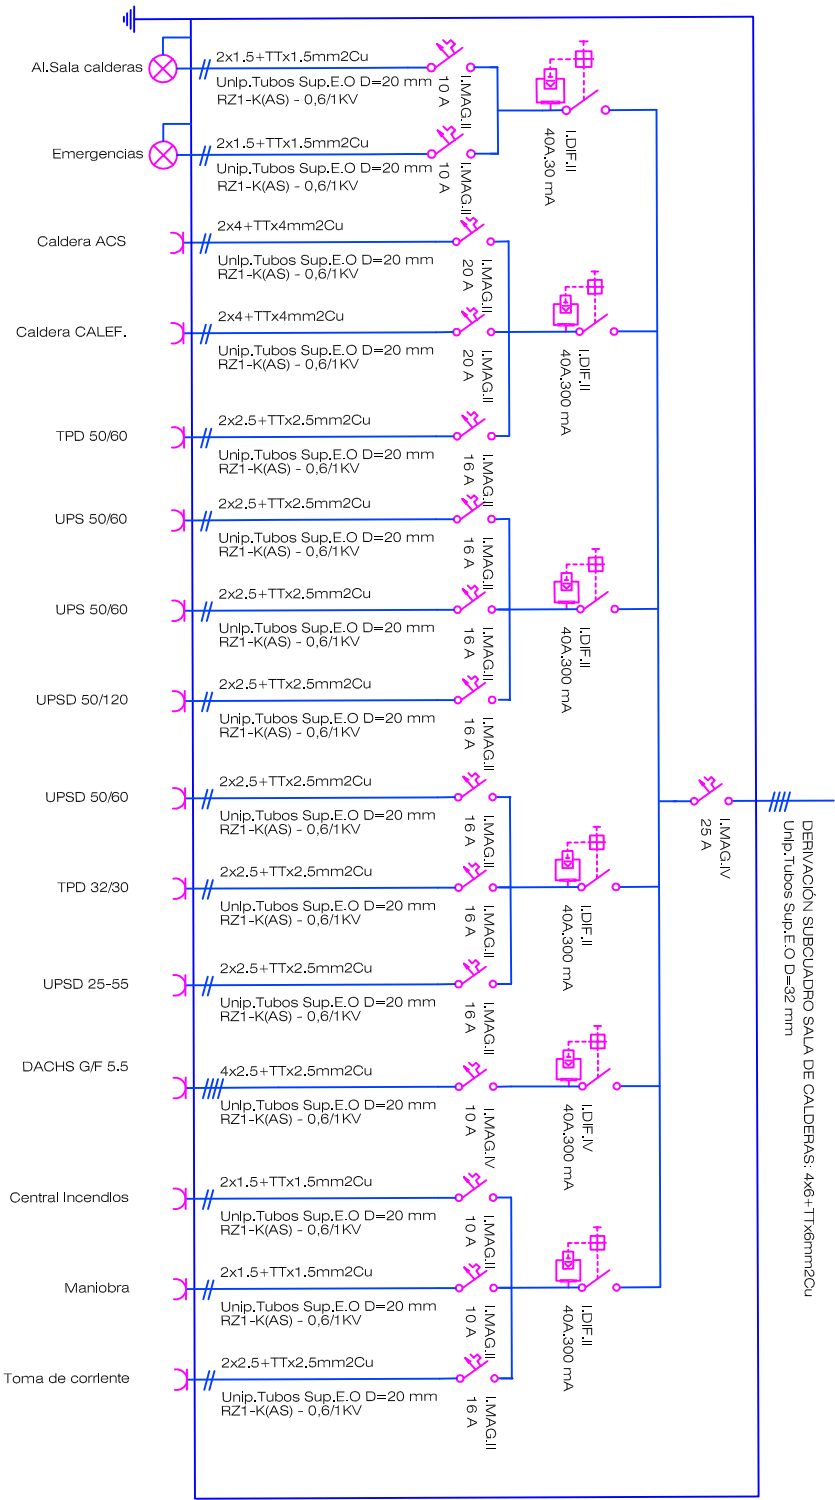 Al.Sala calderas
2x1.5+TTx1.5mm2Cu
Unip.Tubos Sup.E.O D=20 mm
RZ1-K(AS) - 0,6/1KV
I.MAG.II
10 A
Emergencias
2x1.5+TTx1.5mm2Cu
Unip.Tubos Sup.E.O D=20 mm
RZ1-K(AS) - 0,6/1KV
I.MAG.II
10 A
I.DIF.II
40A.30 mA
Caldera ACS
2x4+TTx4mm2Cu
Unip.Tubos Sup.E.O D=20 mm
RZ1-K(AS) - 0,6/1KV
I.MAG.II
20 A
Caldera CALEF.
2x4+TTx4mm2Cu
Unip.Tubos Sup.E.O D=20 mm
RZ1-K(AS) - 0,6/1KV
I.MAG.II
20 A
I.DIF.II
40A.300 mA
TPD 50/60
2x2.5+TTx2.5mm2Cu
Unip.Tubos Sup.E.O D=20 mm
RZ1-K(AS) - 0,6/1KV
I.MAG.II
16 A
UPS 50/60
2x2.5+TTx2.5mm2Cu
Unip.Tubos Sup.E.O D=20 mm
RZ1-K(AS) - 0,6/1KV
I.MAG.II
16 A
UPS 50/60
2x2.5+TTx2.5mm2Cu
Unip.Tubos Sup.E.O D=20 mm
RZ1-K(AS) - 0,6/1KV
I.MAG.II
16 A
I.DIF.II
40A.300 mA
UPSD 50/120
2x2.5+TTx2.5mm2Cu
Unip.Tubos Sup.E.O D=20 mm
RZ1-K(AS) - 0,6/1KV
I.MAG.II
16 A
UPSD 50/60
2x2.5+TTx2.5mm2Cu
Unip.Tubos Sup.E.O D=20 mm
RZ1-K(AS) - 0,6/1KV
I.MAG.II
16 A
I.MAG.IV
25 A
DERIVACIÓN SUBCUADRO SALA DE CALDERAS: 4x6+TTx6mm2Cu
Unip.Tubos Sup.E.O D=32 mm
TPD 32/30
2x2.5+TTx2.5mm2Cu
Unip.Tubos Sup.E.O D=20 mm
RZ1-K(AS) - 0,6/1KV
I.MAG.II
16 A
I.DIF.II
40A.300 mA
UPSD 25-55
2x2.5+TTx2.5mm2Cu
Unip.Tubos Sup.E.O D=20 mm
RZ1-K(AS) - 0,6/1KV
I.MAG.II
16 A
DACHS G/F 5.5
4x2.5+TTx2.5mm2Cu
Unip.Tubos Sup.E.O D=20 mm
RZ1-K(AS) - 0,6/1KV
I.MAG.IV
10 A
I.DIF.IV
40A.300 mA
Central Incendios
2x1.5+TTx1.5mm2Cu
Unip.Tubos Sup.E.O D=20 mm
RZ1-K(AS) - 0,6/1KV
I.MAG.II
10 A
Maniobra
2x1.5+TTx1.5mm2Cu
Unip.Tubos Sup.E.O D=20 mm
RZ1-K(AS) - 0,6/1KV
I.MAG.II
10 A
I.DIF.II
40A.300 mA
Toma de corriente
2x2.5+TTx2.5mm2Cu
Unip.Tubos Sup.E.O D=20 mm
RZ1-K(AS) - 0,6/1KV
I.MAG.II
16 A